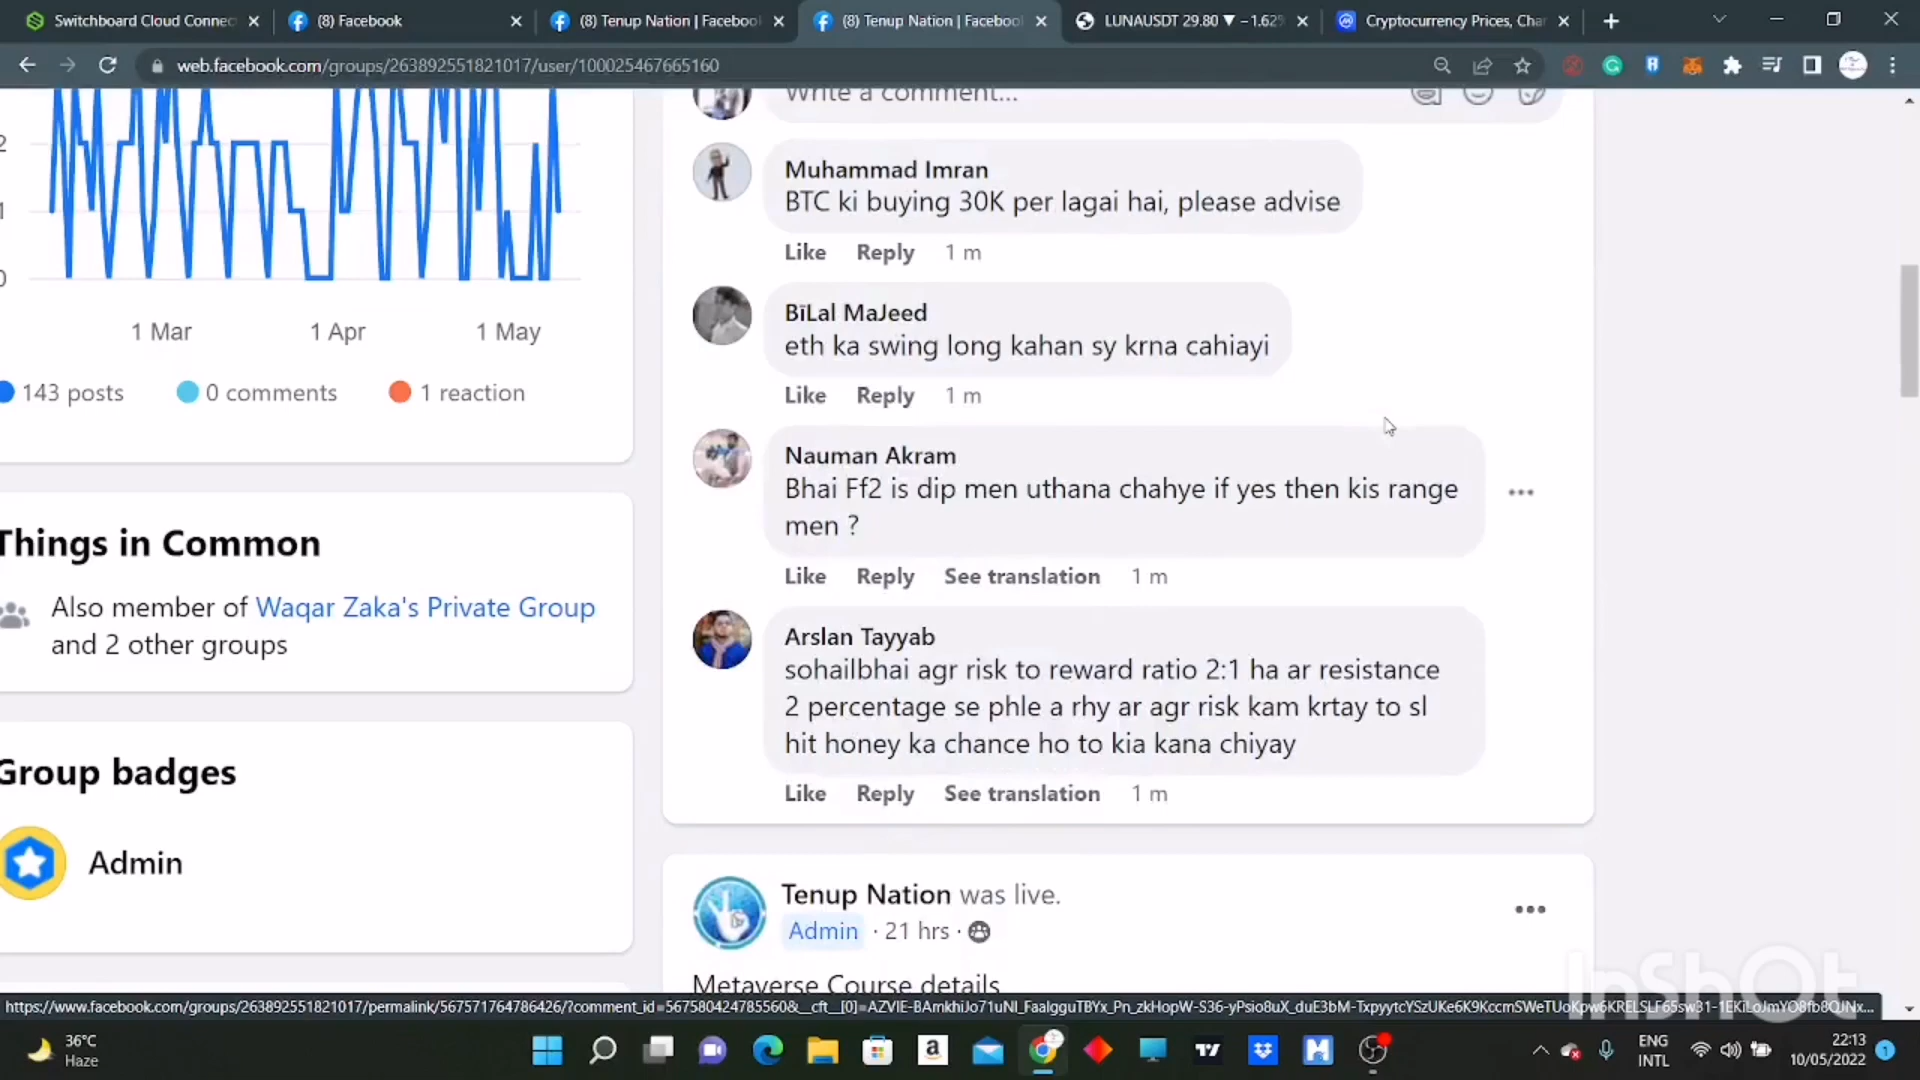 Switchboard Cloud Connec
(8) Facebook
(8) Tenup Nation | Facebook
(8) Tenup Nation | Facebook
LUNAUSDT 29.80 ▼ −1.62%
Cryptocurrency Prices, Char
web.facebook.com/groups/263892551821017/user/100025467665160
2
1
0
1 Mar
1 Apr
1 May
143 posts
0 comments
1 reaction
Things in Common
Also member of Waqar Zaka's Private Group
and 2 other groups
Group badges
Admin
Write a comment...
Muhammad Imran
BTC ki buying 30K per lagai hai, please advise
Like Reply 1 m
BīLal MaJeed
eth ka swing long kahan sy krna cahiayi
Like Reply 1 m
Nauman Akram
Bhai Ff2 is dip men uthana chahye if yes then kis range
men ?
Like Reply See translation 1 m
Arslan Tayyab
sohailbhai agr risk to reward ratio 2:1 ha ar resistance
2 percentage se phle a rhy ar agr risk kam krtay to sl
hit honey ka chance ho to kia kana chiyay
Like Reply See translation 1 m
Tenup Nation was live.
Admin · 21 hrs ·
Metaverse Course details
InShOt
36°C
Haze
ENG
INTL
22:13
10/05/2022
1